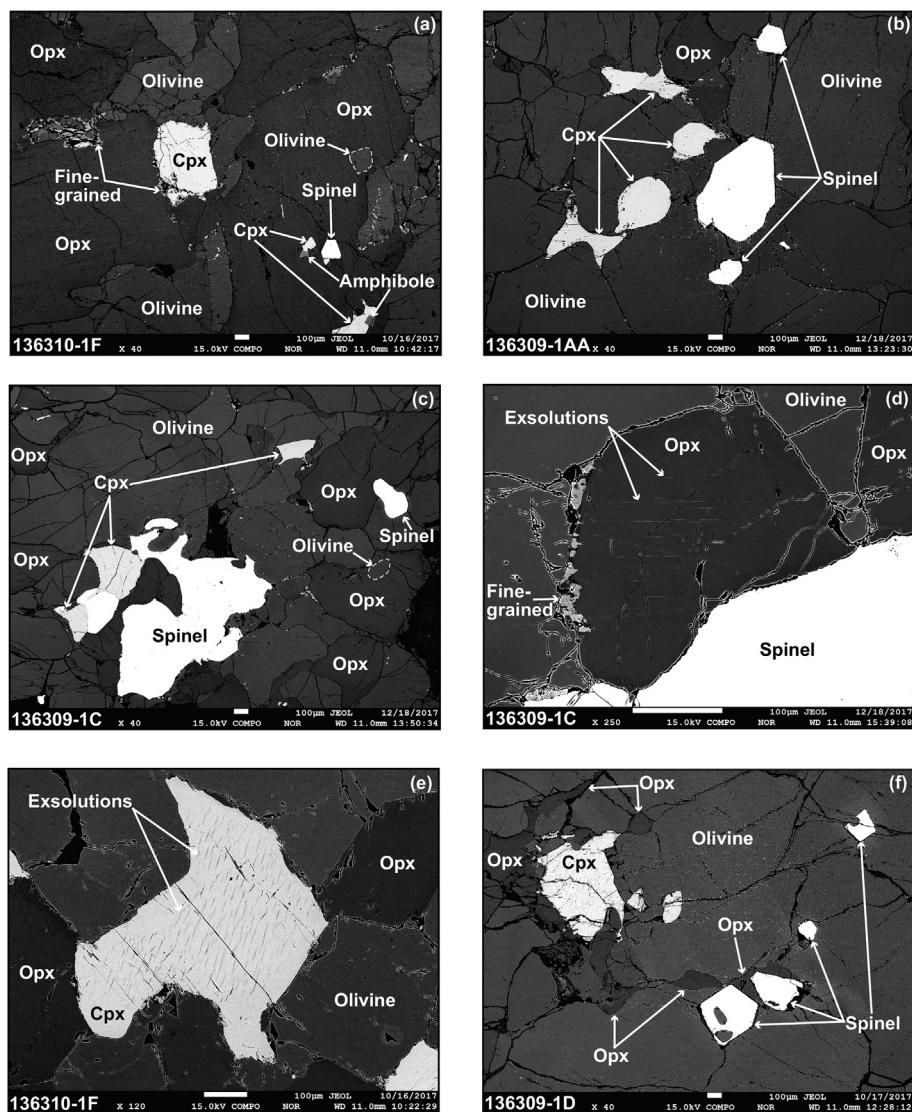 (a)
Opx
Olivine
Opx
Olivine
Cpx
Fine-
grained
Spinel
Opx
Cpx
Amphibole
Olivine
136310-1F
X 40 15.0kV COMPO NOR 100µm JEOL 10/16/2017
WD 11.0mm 10:42:17
(b)
Opx
Olivine
Cpx
Spinel
Olivine
136309-1AA
X 40 15.0kV COMPO NOR 100µm JEOL 12/18/2017
WD 11.0mm 13:23:30
(c)
Olivine
Opx
Cpx
Opx
Spinel
Opx
Olivine
Opx
Spinel
Opx
136309-1C
X 40 15.0kV COMPO NOR 100µm JEOL 12/18/2017
WD 11.0mm 13:50:34
(d)
Olivine
Exsolutions
Opx
Opx
Fine-
grained
Spinel
136309-1C
X 250 15.0kV COMPO NOR 100µm JEOL 12/18/2017
WD 11.0mm 15:39:08
(e)
Exsolutions
Opx
Opx
Olivine
Cpx
136310-1F
X 120 15.0kV COMPO NOR 100µm JEOL 10/16/2017
WD 11.0mm 10:22:29
(f)
Opx
Olivine
Opx
Cpx
Opx
Spinel
Opx
136309-1D
X 40 15.0kV COMPO NOR 100µm JEOL 10/17/2017
WD 11.0mm 12:28:12